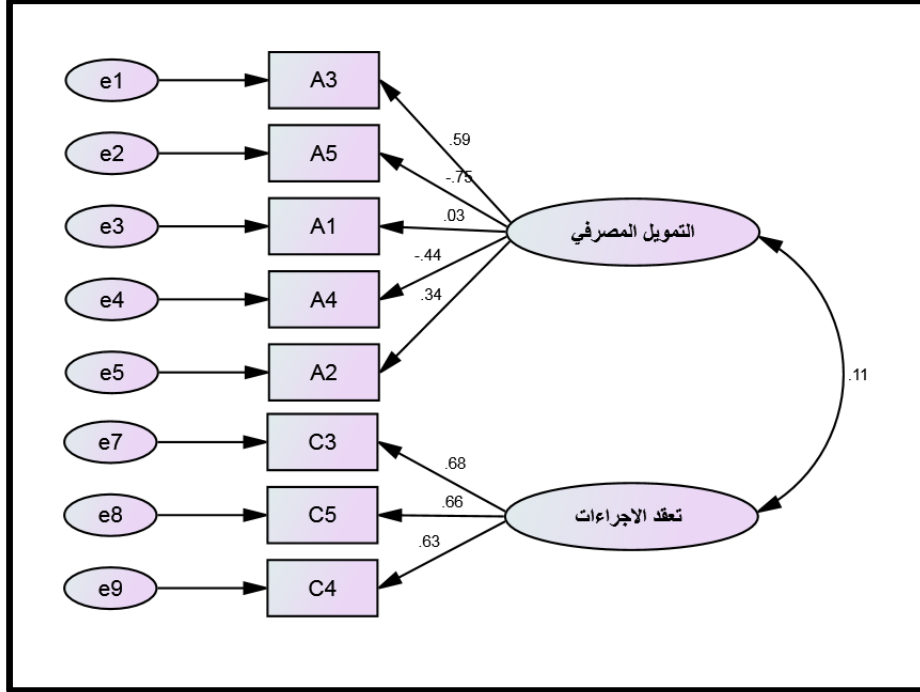 e1 A3
.59
e2 A5
-.75
e3 A1
.03
التمويل المصرفي
-.44
e4 A4
.34
e5 A2
.11
e7 C3
.68
e8 C5
.66
تعقد الاجراءات
.63
e9 C4